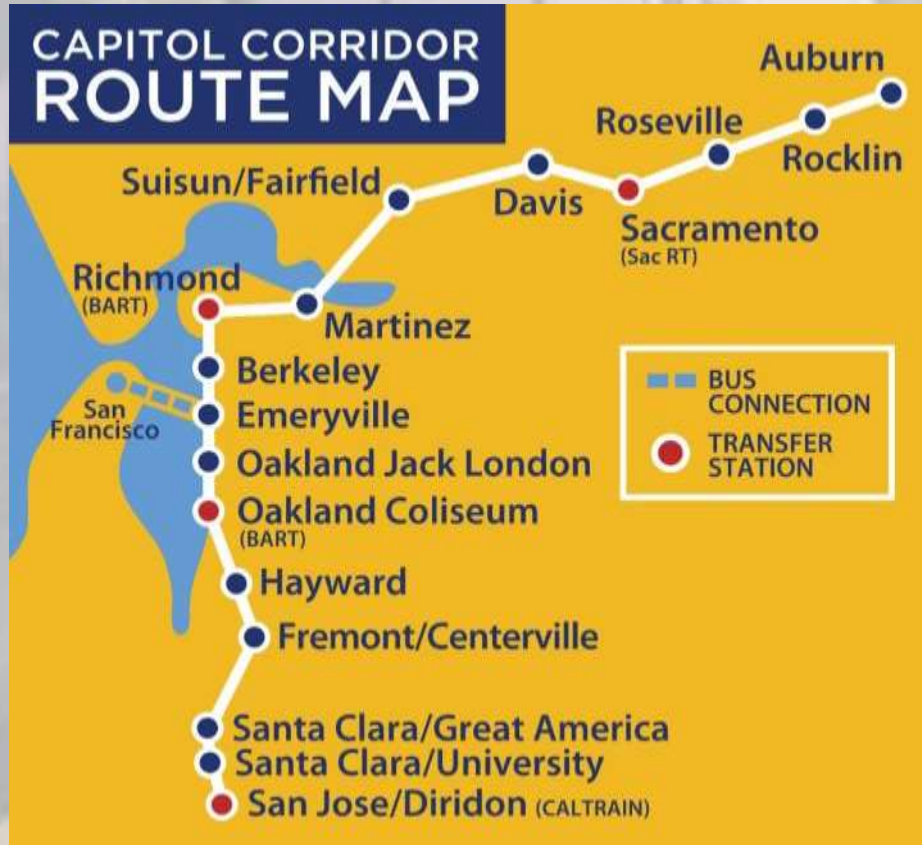 CAPITOL CORRIDOR
ROUTE MAP
Auburn
Roseville
Rocklin
Suisun/Fairfield
Davis
Sacramento
(Sac RT)
Richmond
(BART)
Martinez
Berkeley
San
Francisco
Emeryville
Oakland Jack London
Oakland Coliseum
(BART)
Hayward
Fremont/Centerville
Santa Clara/Great America
Santa Clara/University
San Jose/Diridon (CALTRAIN)
BUS
CONNECTION
TRANSFER
STATION